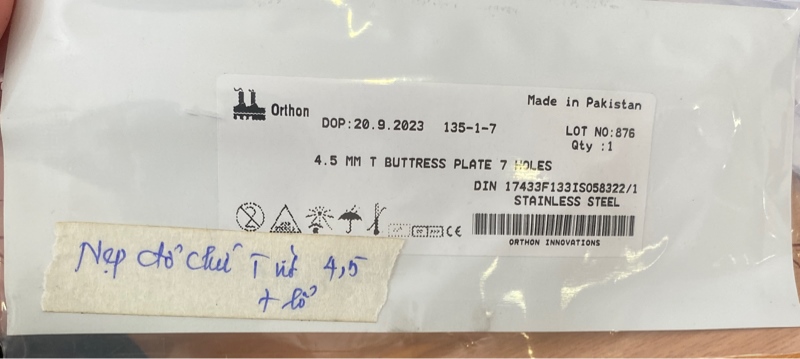 Orthon
Made in Pakistan
DOP:20.9.2023 135-1-7
LOT NO:876
Qty :1
4.5 MM T BUTTRESS PLATE 7 HOLES
DIN 17433F133ISO58322/1
STAINLESS STEEL
CE
ORTHON INNOVATIONS
Nẹp đỡ chữ T vít 4,5
7 lỗ